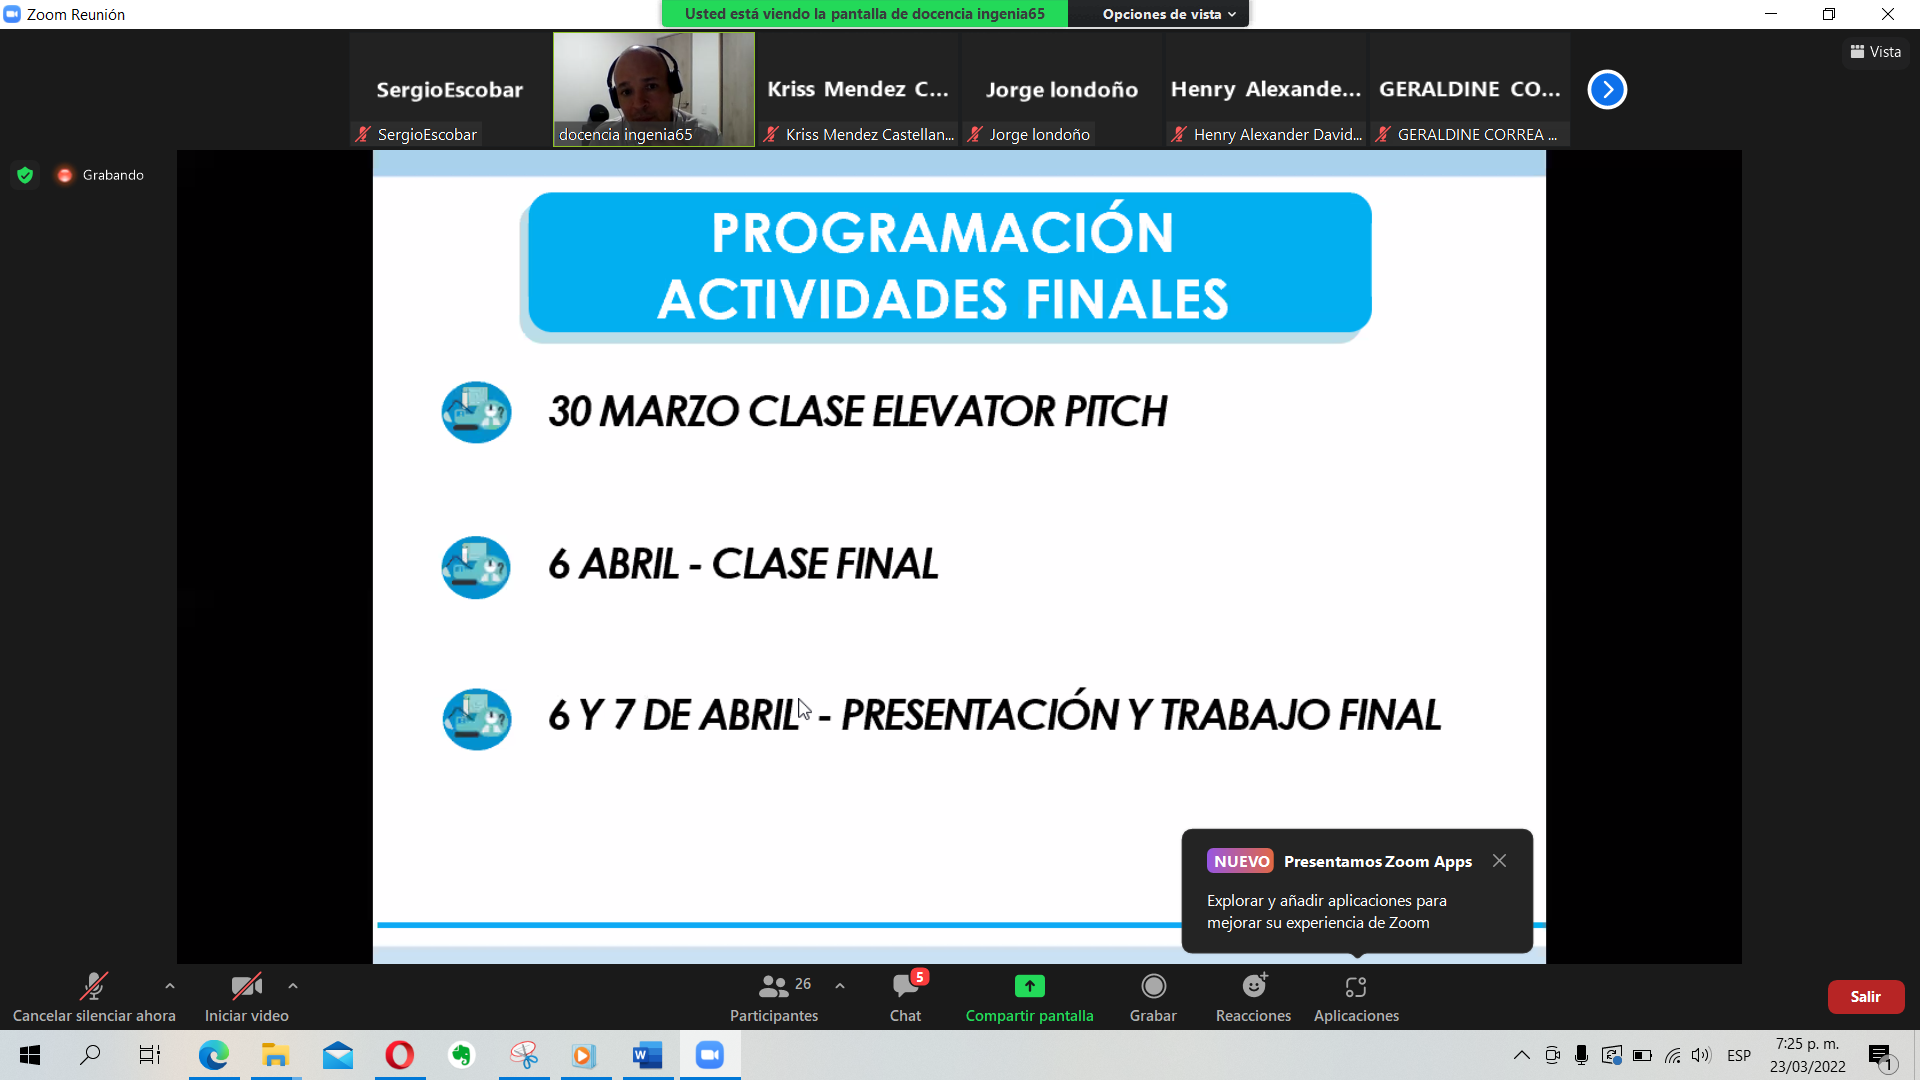 Zoom Reunión
Usted está viendo la pantalla de docencia ingenia65
Opciones de vista
Vista
SergioEscobar
Kriss Mendez C...
Jorge londoño
Henry Alexande...
GERALDINE CO...
SergioEscobar
docencia ingenia65
Kriss Mendez Castellan...
Jorge londoño
Henry Alexander David...
GERALDINE CORREA ...
Grabando
PROGRAMACIÓN
ACTIVIDADES FINALES
30 MARZO CLASE ELEVATOR PITCH
6 ABRIL - CLASE FINAL
6 Y 7 DE ABRIL - PRESENTACIÓN Y TRABAJO FINAL
NUEVO Presentamos Zoom Apps
Explorar y añadir aplicaciones para
mejorar su experiencia de Zoom
Cancelar silenciar ahora
Iniciar video
26
Participantes
5
Chat
Compartir pantalla
Grabar
Reacciones
Aplicaciones
Salir
ESP
7:25 p. m.
23/03/2022
1